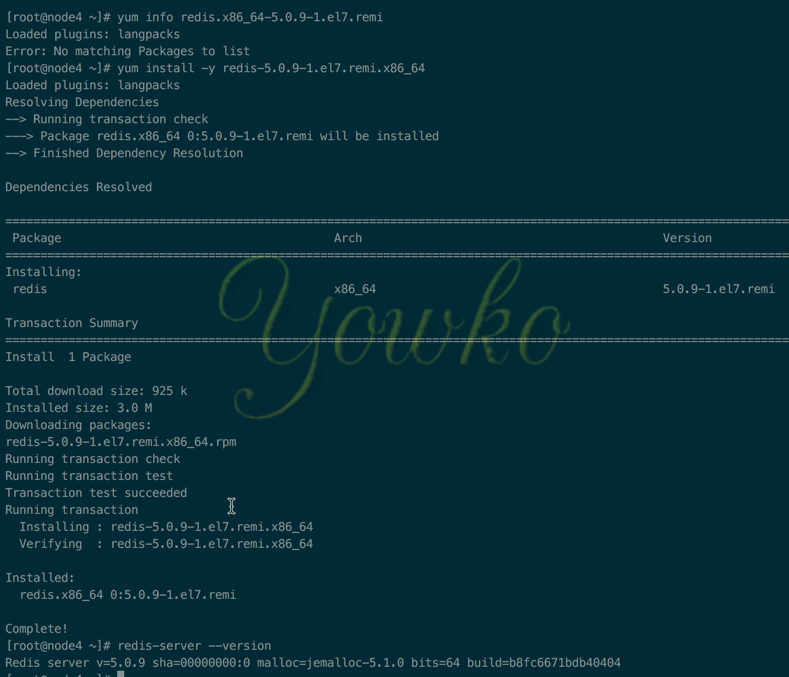 [root@node4 ~]# yum info redis.x86_64-5.0.9-1.el7.remi
Loaded plugins: langpacks
Error: No matching Packages to list
[root@node4 ~]# yum install -y redis-5.0.9-1.el7.remi.x86_64
Loaded plugins: langpacks
Resolving Dependencies
--> Running transaction check
---> Package redis.x86_64 0:5.0.9-1.el7.remi will be installed
--> Finished Dependency Resolution
Dependencies Resolved
================================================================================
Package Arch Version
================================================================================
Installing:
redis x86_64 5.0.9-1.el7.remi
Transaction Summary
================================================================================
Install 1 Package
Yowko
Total download size: 925 k
Installed size: 3.0 M
Downloading packages:
redis-5.0.9-1.el7.remi.x86_64.rpm
Running transaction check
Running transaction test
Transaction test succeeded
Running transaction
Installing : redis-5.0.9-1.el7.remi.x86_64
Verifying : redis-5.0.9-1.el7.remi.x86_64
Installed:
redis.x86_64 0:5.0.9-1.el7.remi
Complete!
[root@node4 ~]# redis-server --version
Redis server v=5.0.9 sha=00000000:0 malloc=jemalloc-5.1.0 bits=64 build=b8fc6671bdb40404